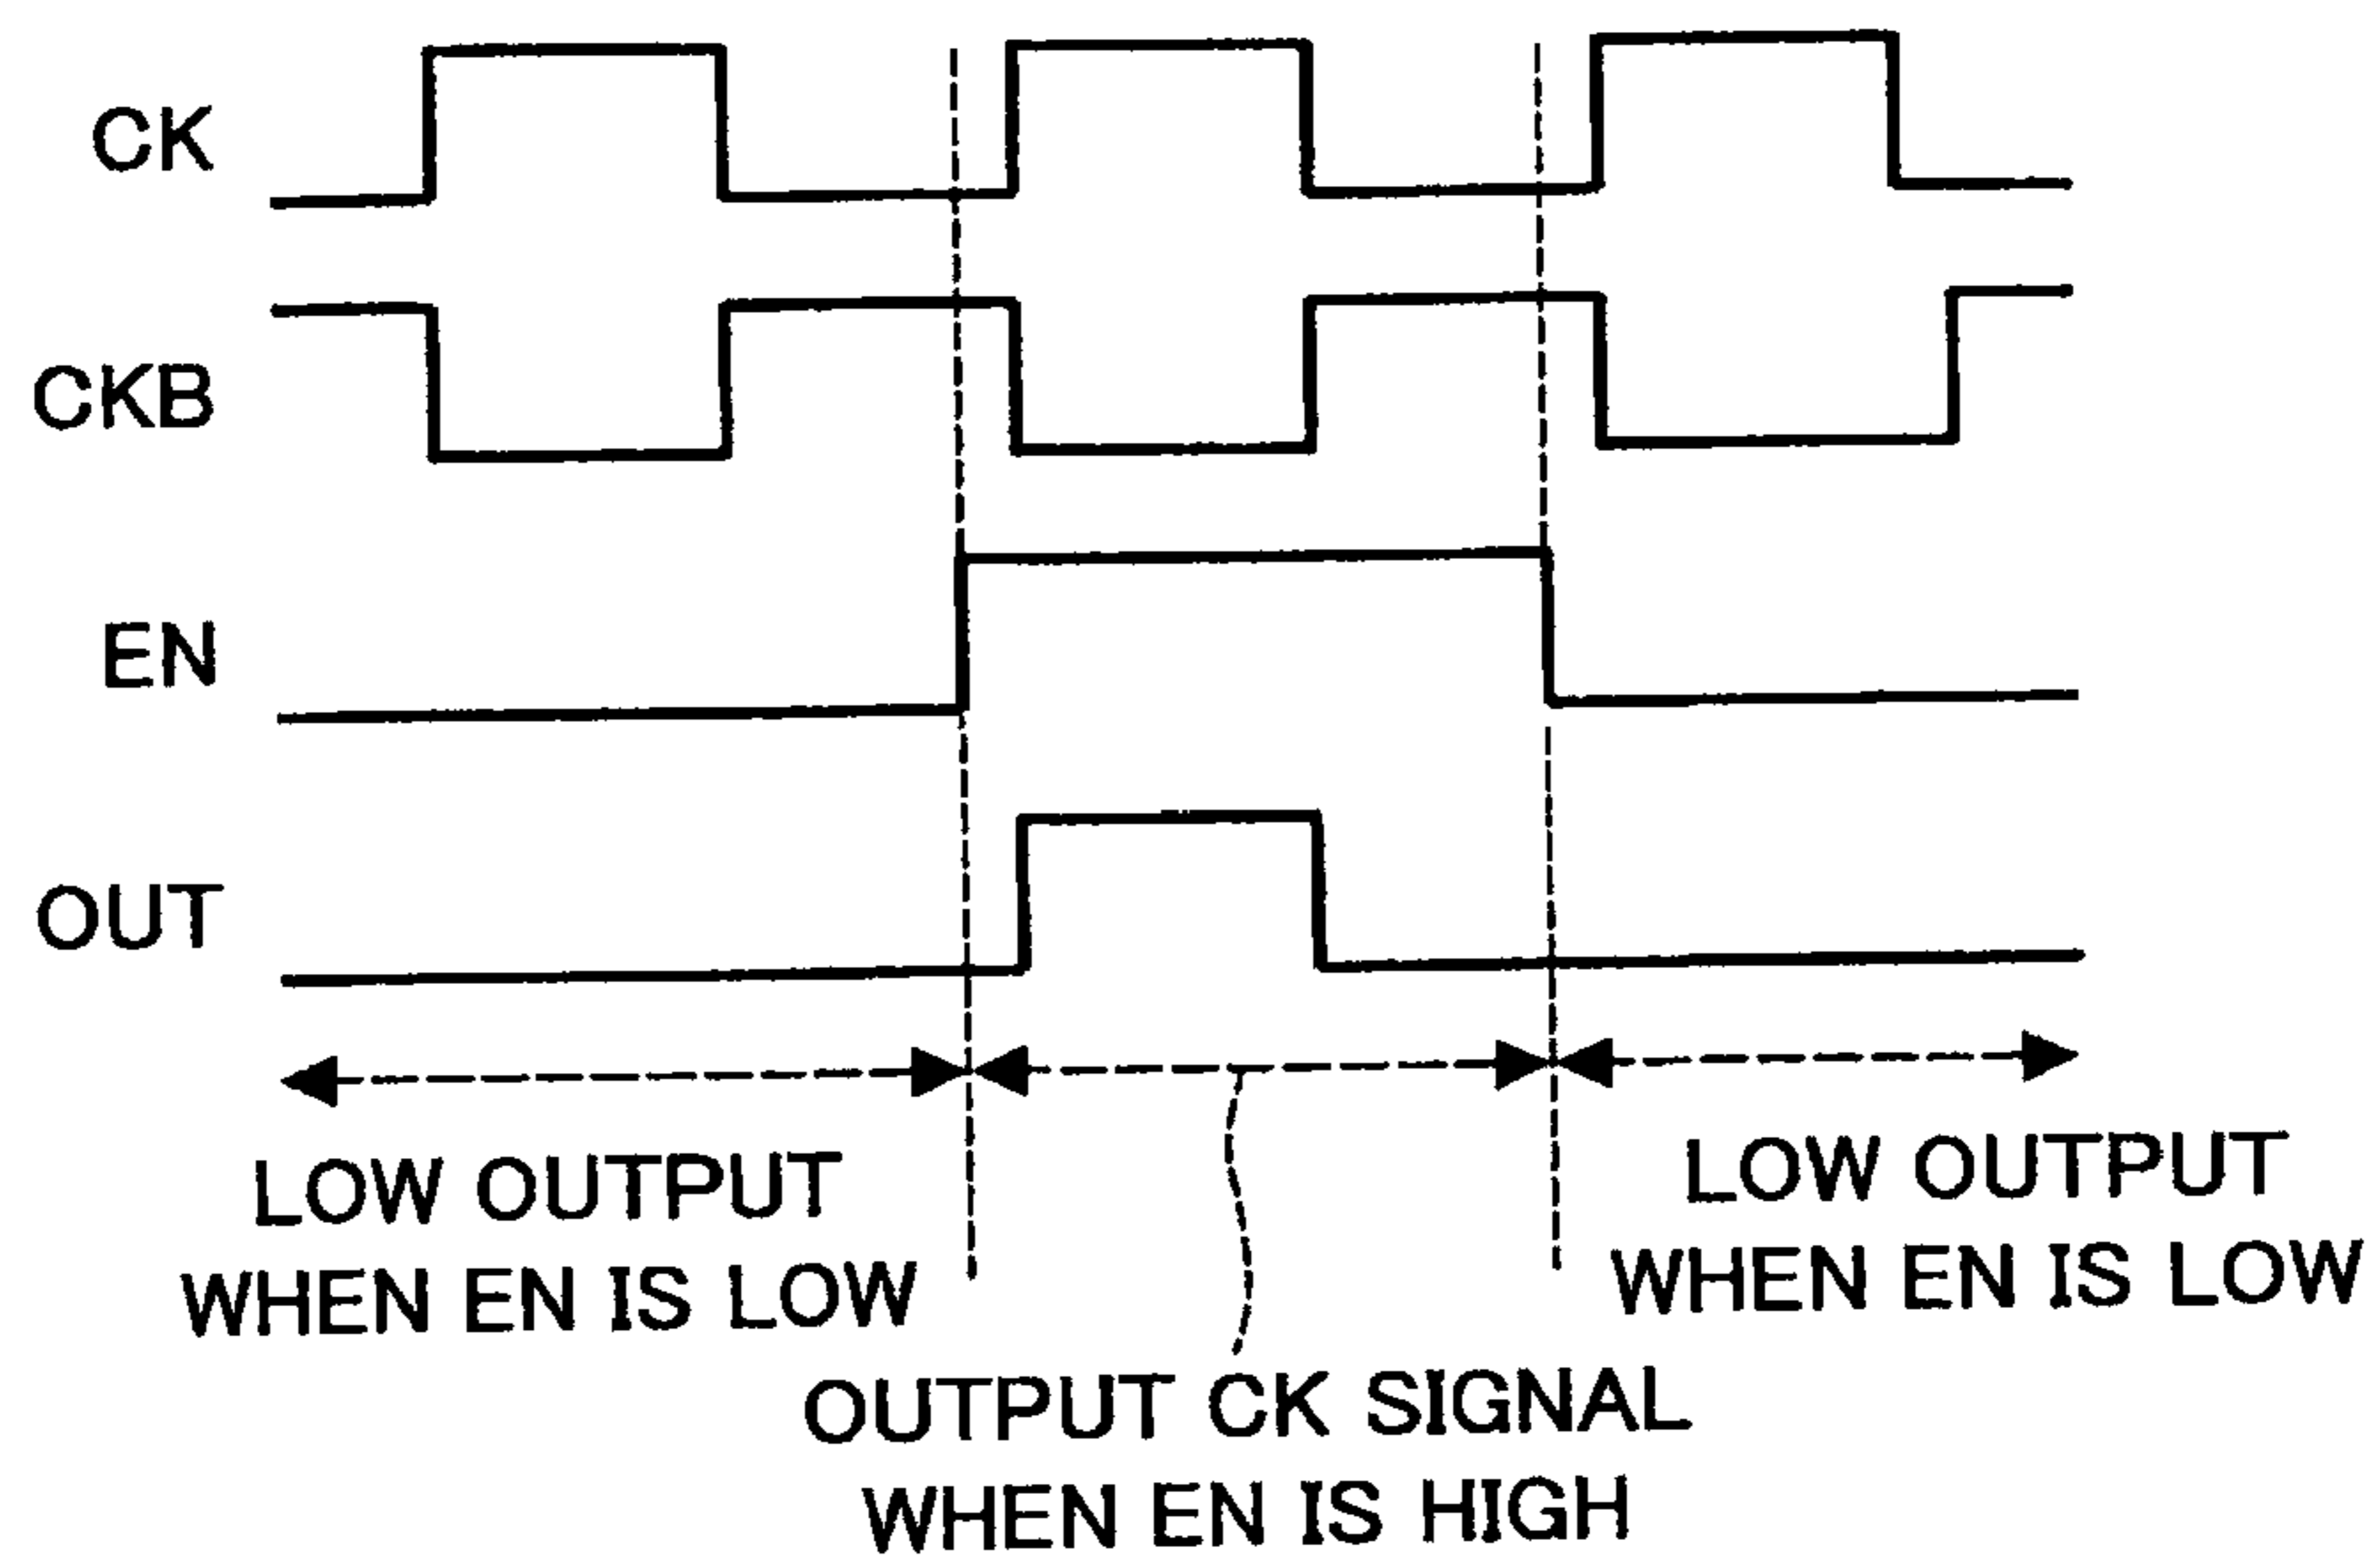 CK
CKB
EN
OUT
LOW OUTPUT
WHEN EN IS LOW
OUTPUT CK SIGNAL
WHEN EN IS HIGH
LOW OUTPUT
WHEN EN IS LOW